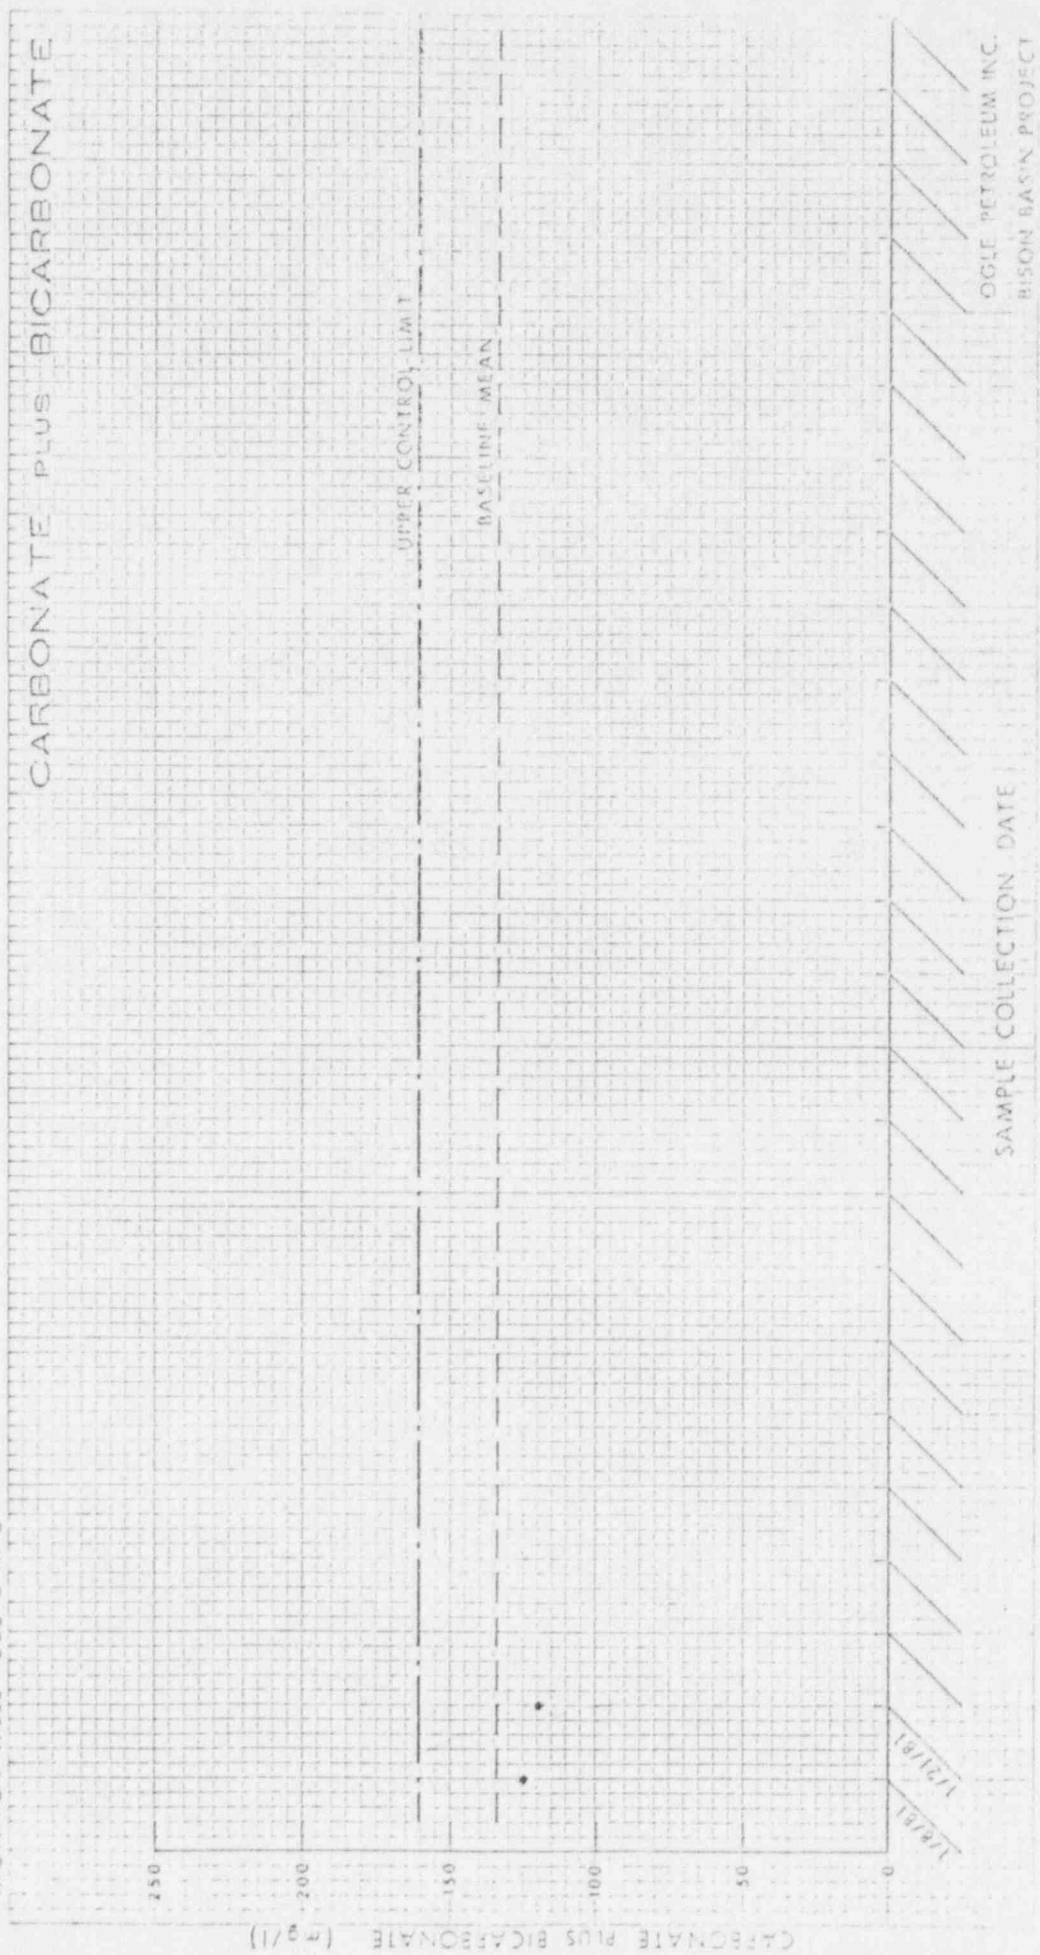 CARBONATE PLUS BICARBONATE
CARBONATE PLUS BICARBONATE (mg/l)
250
200
150
100
50
0
UPPER CONTROL LIMIT
BASELINE MEAN
1/8/81
1/21/81
SAMPLE COLLECTION DATE
OGLE PETROLEUM INC.
BISON BASIN PROJECT